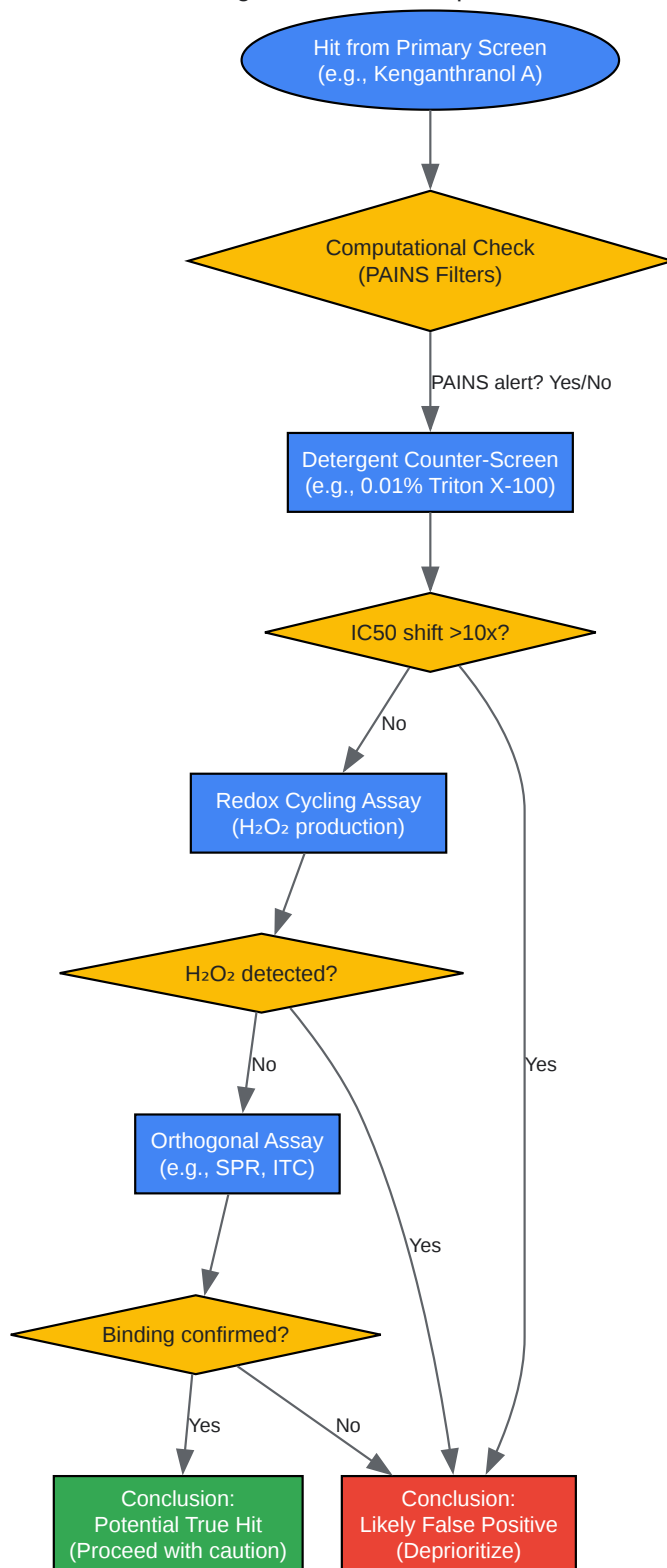 Hit from Primary Screen
(e.g., Kenganthranol A)
Computational Check
(PAINS Filters)
PAINS alert? Yes/No
Detergent Counter-Screen
(e.g., 0.01% Triton X-100)
IC50 shift >10x?
No
Redox Cycling Assay
(H₂O₂ production)
H₂O₂ detected?
No
Yes
Orthogonal Assay
(e.g., SPR, ITC)
Yes
Binding confirmed?
Yes
No
Conclusion:
Potential True Hit
(Proceed with caution)
Conclusion:
Likely False Positive
(Deprioritize)